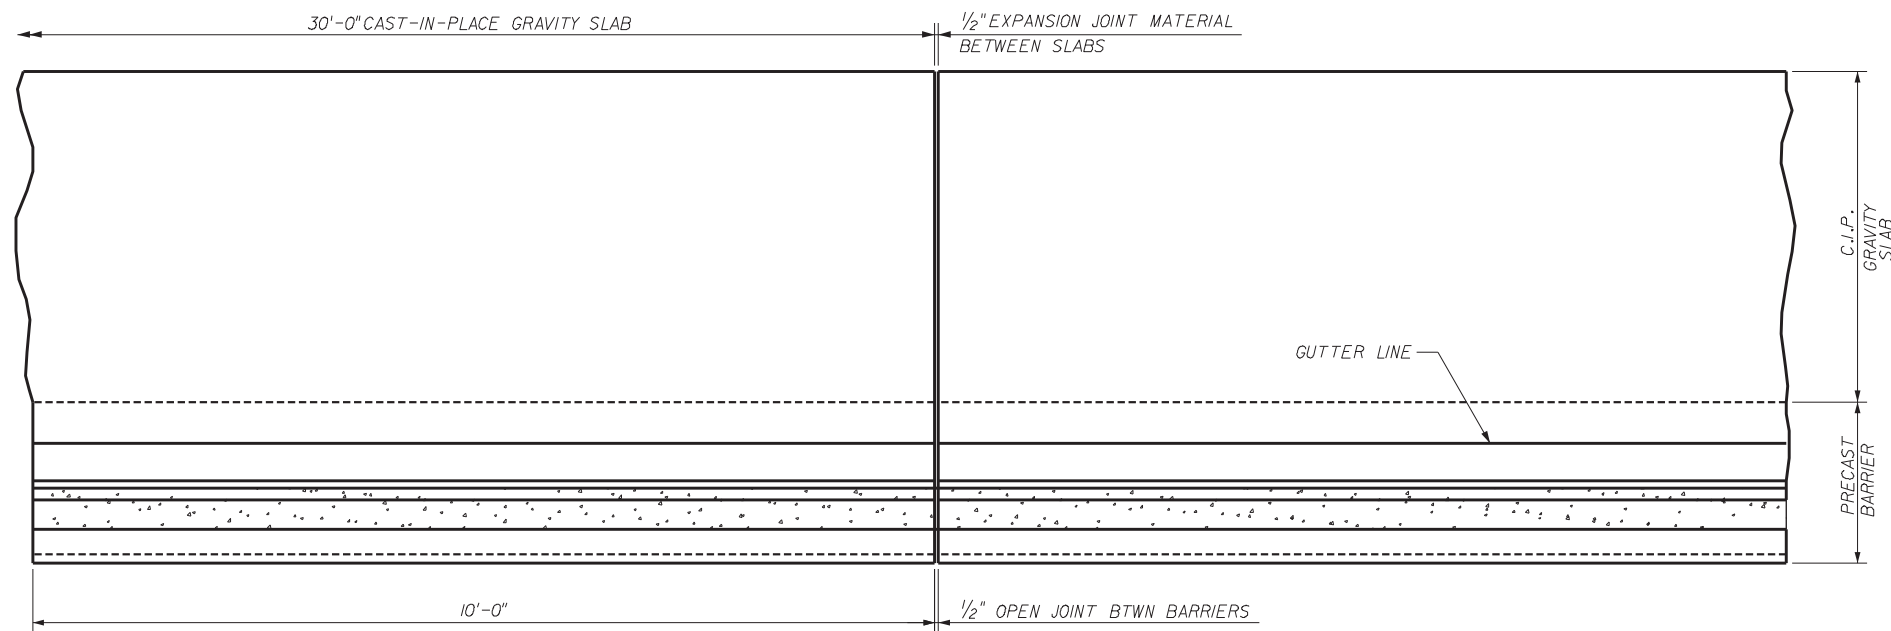 30'-0" CAST-IN-PLACE GRAVITY SLAB
½" EXPANSION JOINT MATERIAL
BETWEEN SLABS
C.I.P.
GRAVITY
SLAB
GUTTER LINE
PRECAST
BARRIER
10'-0"
½" OPEN JOINT BTWN BARRIERS